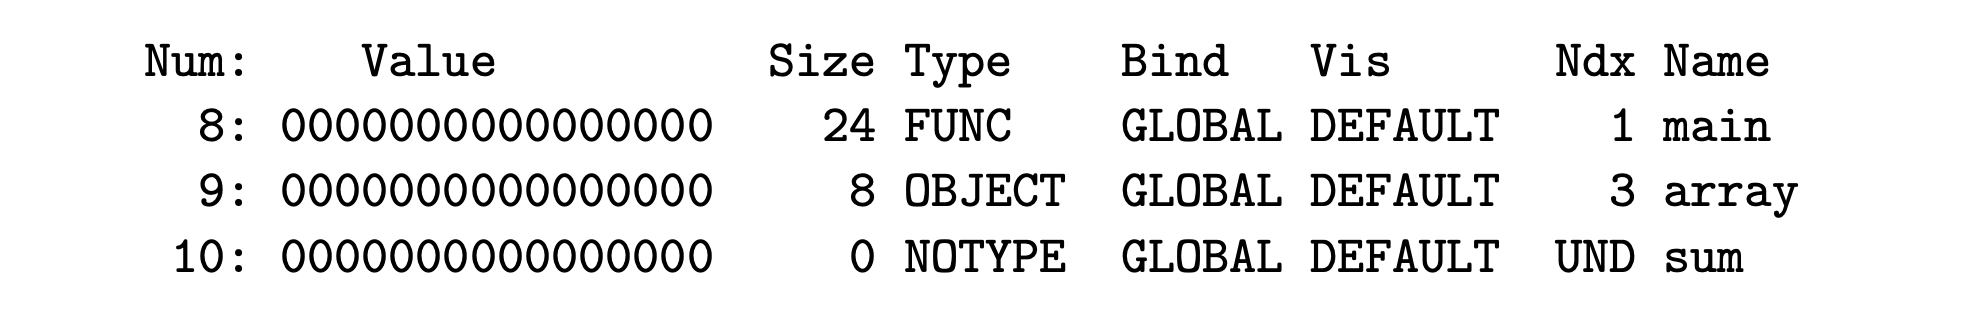 Num:    Value          Size Type    Bind   Vis      Ndx Name
  8: 0000000000000000    24 FUNC    GLOBAL DEFAULT    1 main
  9: 0000000000000000     8 OBJECT  GLOBAL DEFAULT    3 array
 10: 0000000000000000     0 NOTYPE  GLOBAL DEFAULT  UND sum